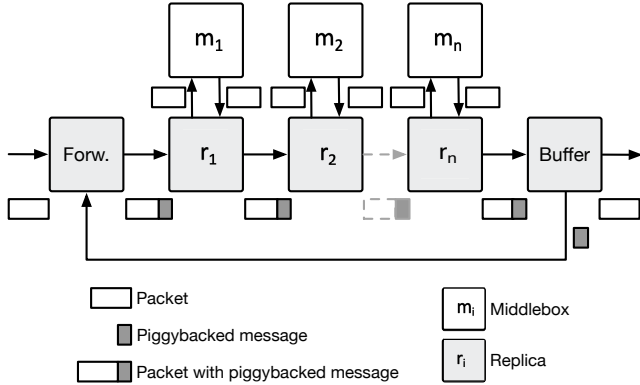 m1
m2
mn
Forw.
r1
r2
rn
Buffer
Packet
Piggybacked message
Packet with piggybacked message
mi
Middlebox
ri
Replica